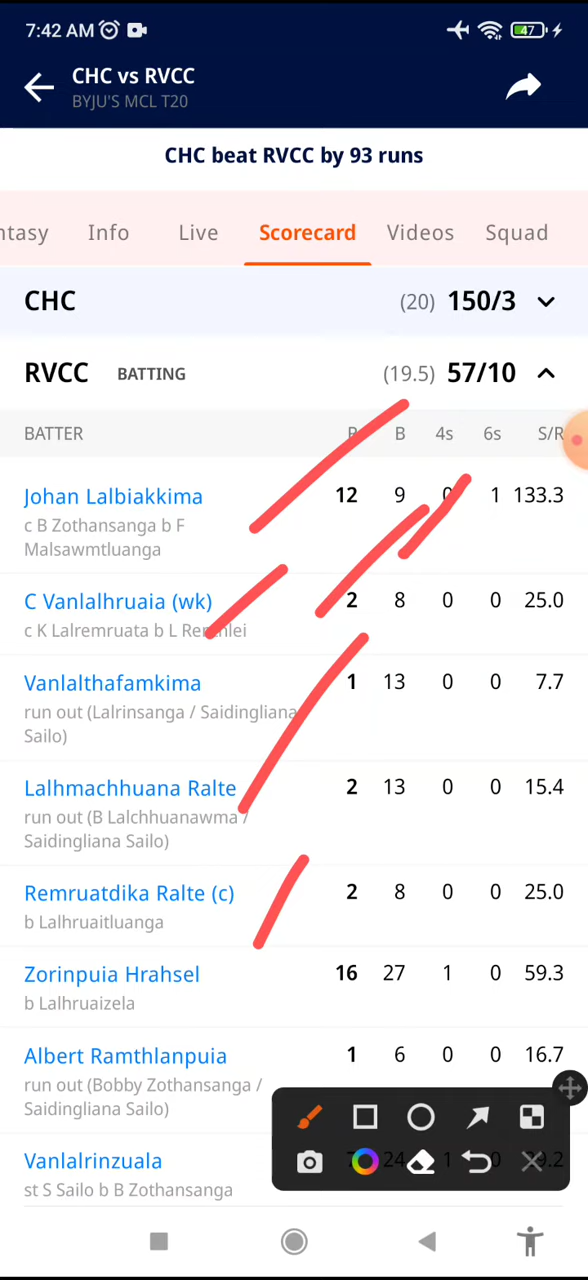 7:42 AM
47
CHC vs RVCC
BYJU'S MCL T20
CHC beat RVCC by 93 runs
ntasy Info Live Scorecard Videos Squad
CHC (20) 150/3
RVCC BATTING (19.5) 57/10
BATTER R B 4s 6s S/R
Johan Lalbiakkima 12 9 0 1 133.3
c B Zothansanga b F
Malsawmtluanga
C Vanlalhruaia (wk) 2 8 0 0 25.0
c K Lalremruata b L
Vanlalthafamkima 1 13 0 0 7.7
run out (Lalrinsanga / Saidingliana
Sailo)
Lalhmachhuana Ralte 2 13 0 0 15.4
run out (B Lalchhuanawma /
Saidingliana Sailo)
Remruatdika Ralte (c) 2 8 0 0 25.0
b Lalhruaitluanga
Zorinpuia Hrahsel 16 27 1 0 59.3
b Lalhruaizela
Albert Ramthlanpuia 1 6 0 0 16.7
run out (Bobby Zothansanga /
Saidingliana Sailo)
Vanlalrinzuala 24 1 0
st S Sailo b B Zothansanga